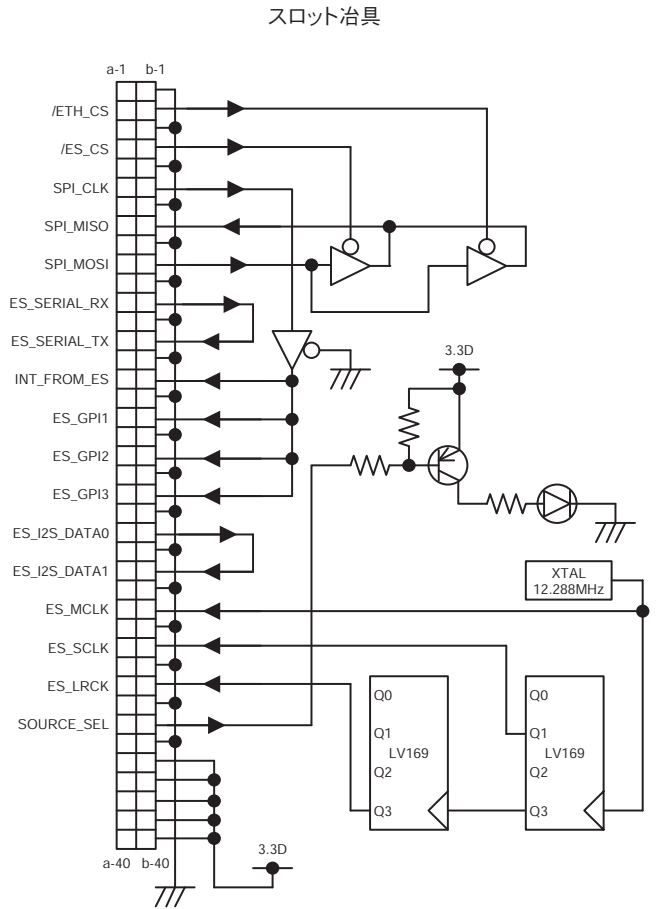 スロット冶具
a-1 b-1
/ETH_CS
/ES_CS
SPI_CLK
SPI_MISO
SPI_MOSI
ES_SERIAL_RX
ES_SERIAL_TX
INT_FROM_ES
3.3D
ES_GPI1
ES_GPI2
ES_GPI3
ES_I2S_DATA0
ES_I2S_DATA1
XTAL
12.288MHz
ES_MCLK
ES_SCLK
ES_LRCK
SOURCE_SEL
Q0
Q1
LV169
Q2
Q3
Q0
Q1
LV169
Q2
Q3
3.3D
a-40 b-40